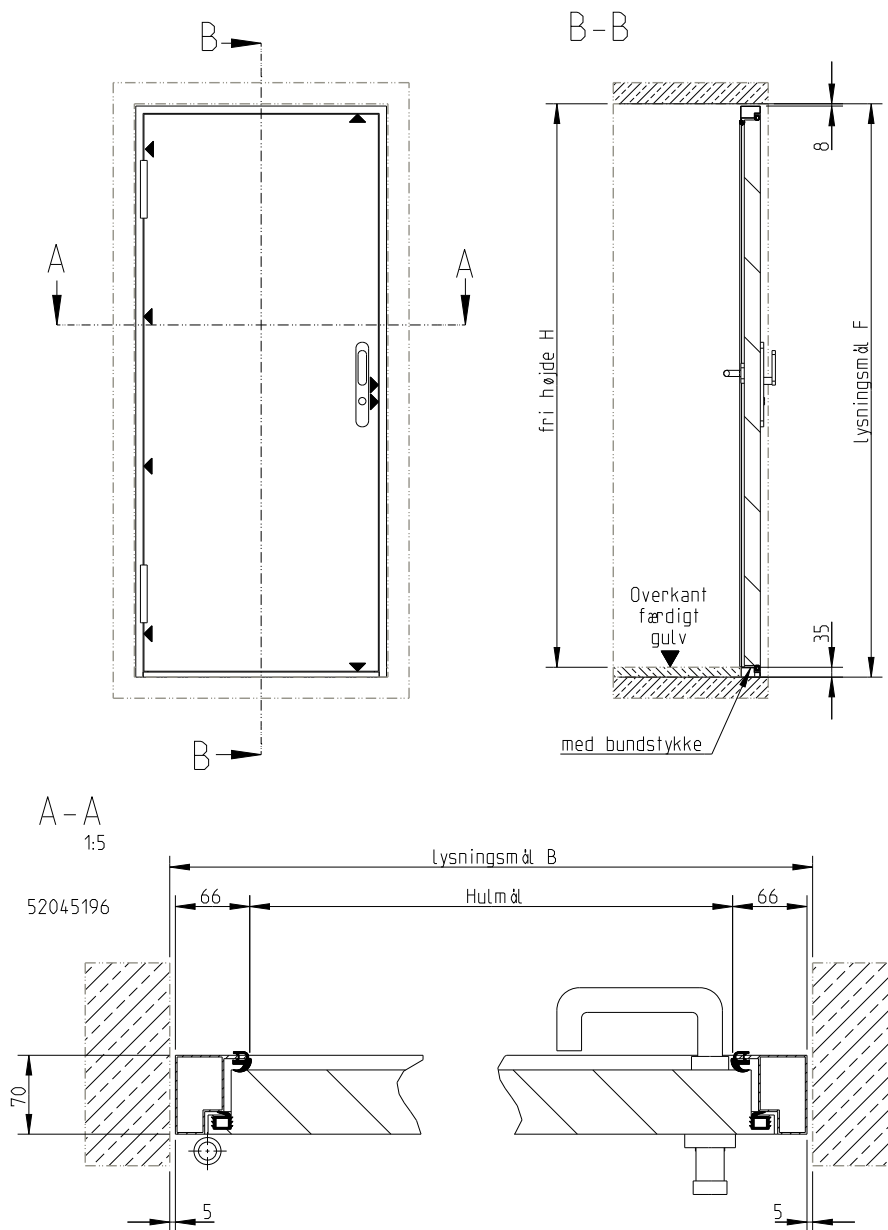 B
B-B
8
A
A
fri højde H
lysningsmål F
Overkant
færdigt
gulv
35
med bundstykke
B
A-A
1:5
lysningsmål B
52045196
66
Hulmål
66
70
5
5